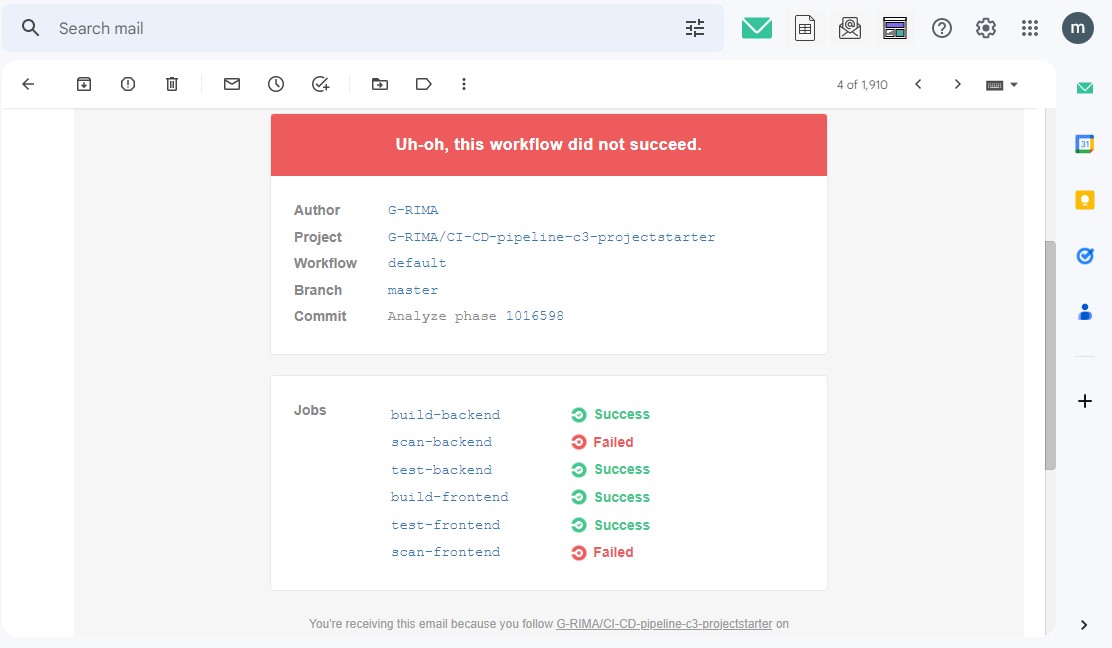 Search mail
m
4 of 1,910
31
Uh-oh, this workflow did not succeed.
Author G-RIMA
Project G-RIMA/CI-CD-pipeline-c3-projectstarter
Workflow default
Branch master
Commit Analyze phase 1016598
Jobs
build-backend Success
scan-backend Failed
test-backend Success
build-frontend Success
test-frontend Success
scan-frontend Failed
You're receiving this email because you follow G-RIMA/CI-CD-pipeline-c3-projectstarter on